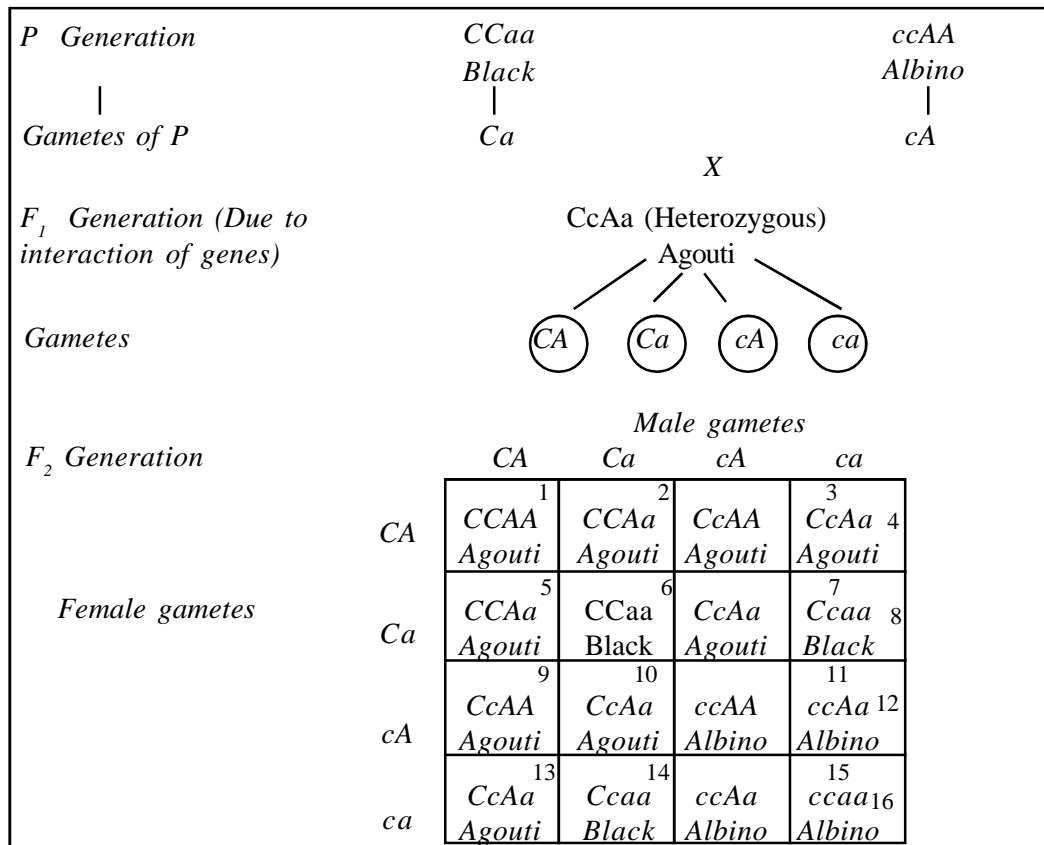 P Generation CCaa ccAA
Black Albino
Gametes of P Ca cA
X
F1 Generation (Due to CcAa (Heterozygous)
interaction of genes) Agouti
Gametes CA Ca cA ca
Male gametes
F2 Generation CA Ca cA ca
1 2 3
CA CCAA CCAa CcAA CcAa 4
Agouti Agouti Agouti Agouti
5 6 7
Female gametes Ca CCAa CCaa CcAa Ccaa 8
Agouti Black Agouti Black
9 10 11
cA CcAA CcAa ccAA ccAa 12
Agouti Agouti Albino Albino
13 14 15
ca CcAa Ccaa ccAa ccaa 16
Agouti Black Albino Albino